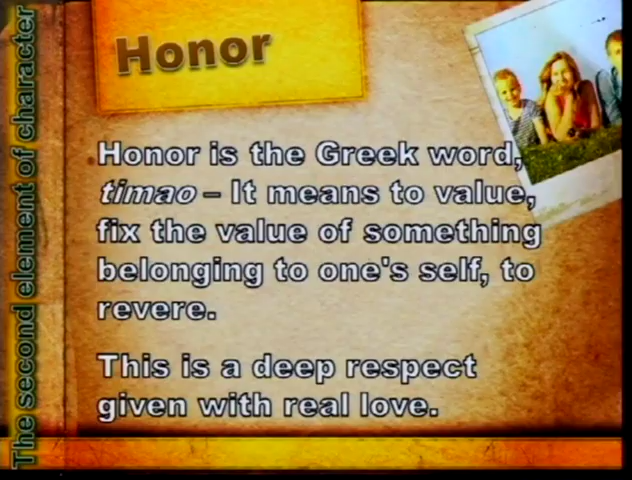 Honor
Honor is the Greek word,
timao – It means to value,
fix the value of something
belonging to one's self, to
revere.
This is a deep respect
given with real love.
The second element of character